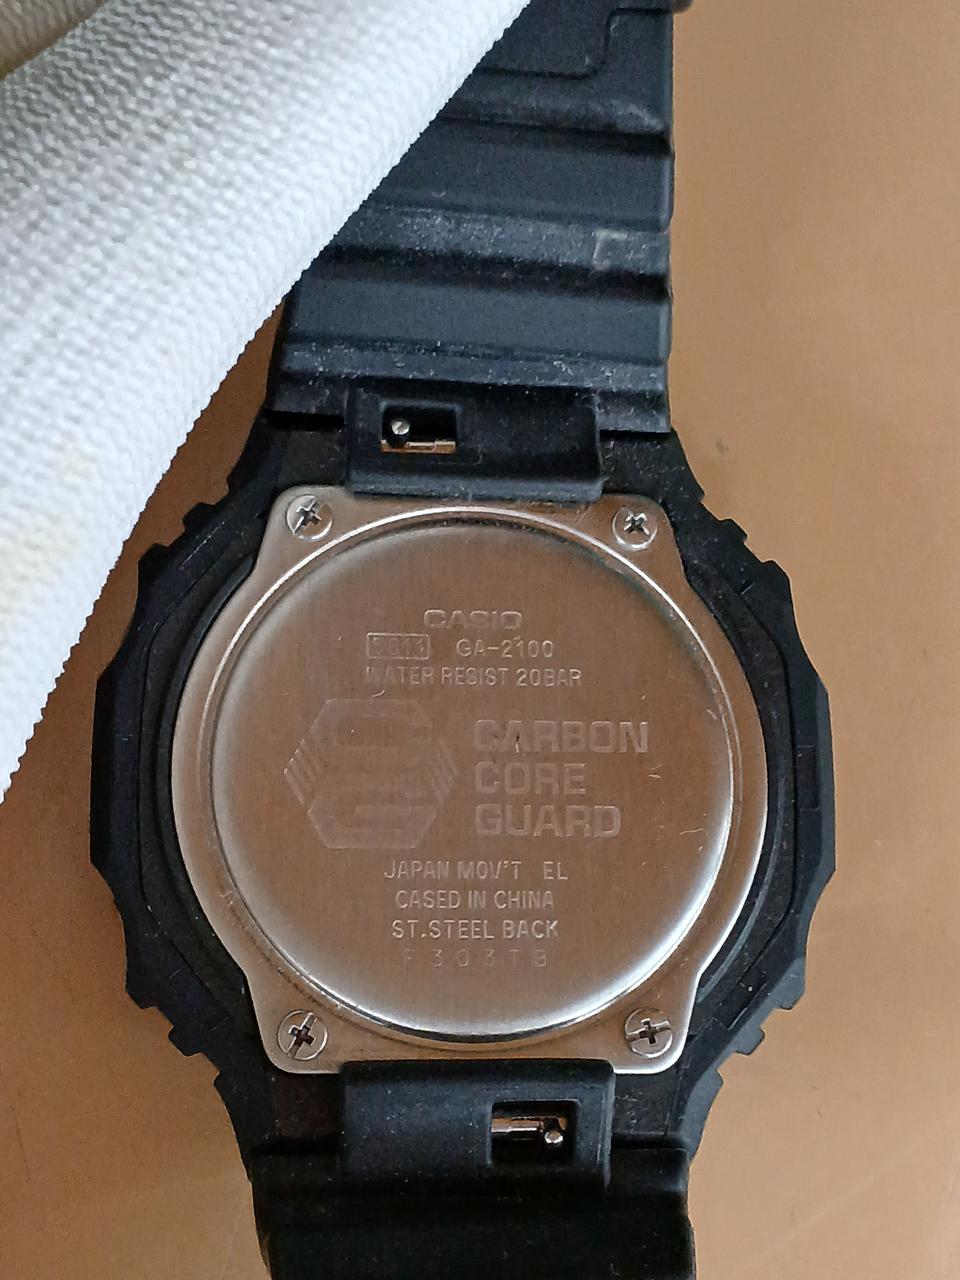 CASIO
5611 GA-2100
WATER RESIST 20BAR
CARBON
CORE
GUARD
JAPAN MOV'T EL
CASED IN CHINA
ST.STEEL BACK
F303TB